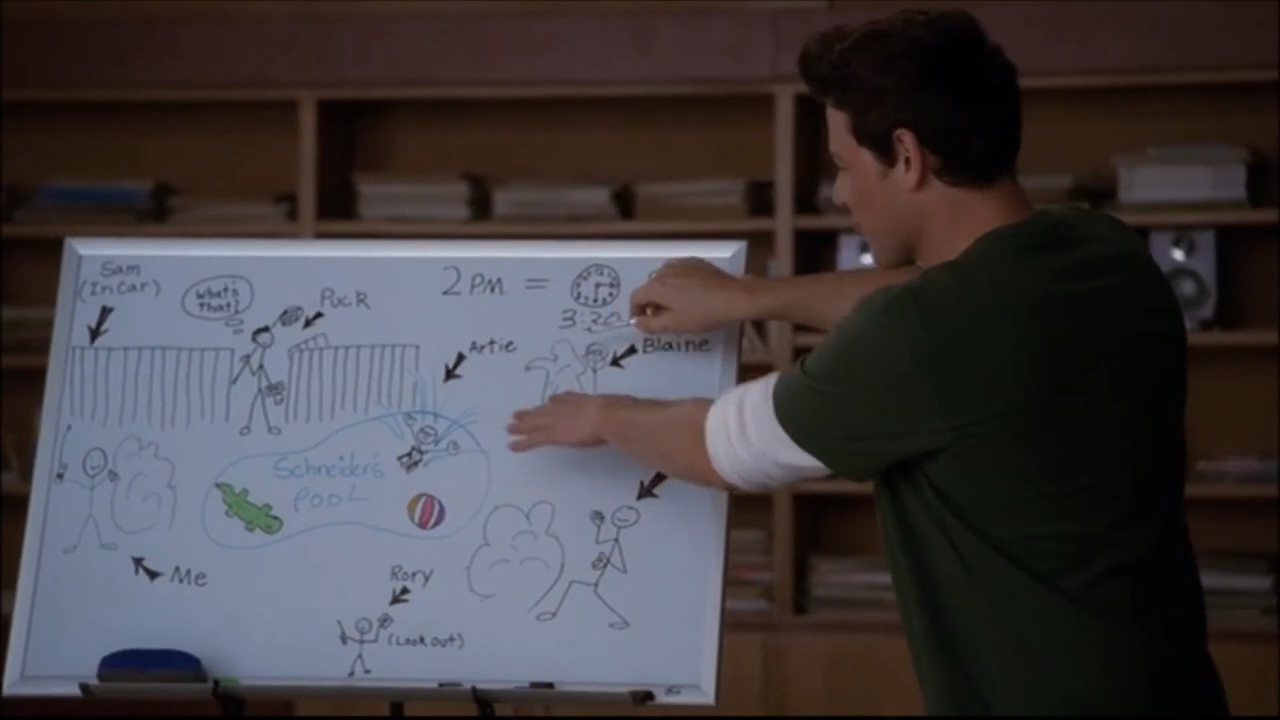 Sam
(In Car)
What's
that?
Puck
2 PM =
3:20
Artie
Blaine
Schneider's
POOL
Me
Rory
(Look out)